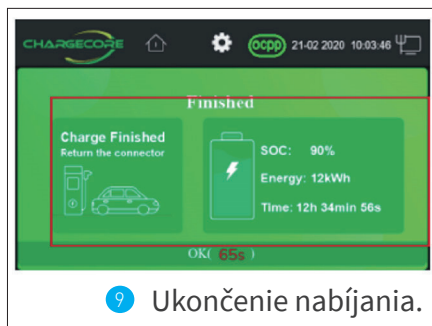 CHARGECORE
ocpp 21-02 2020 10:03:46
Finished
Charge Finished
Return the connector
SOC: 90%
Energy: 12kWh
Time: 12h 34min 56s
OK( 65s )
9 Ukončenie nabíjania.